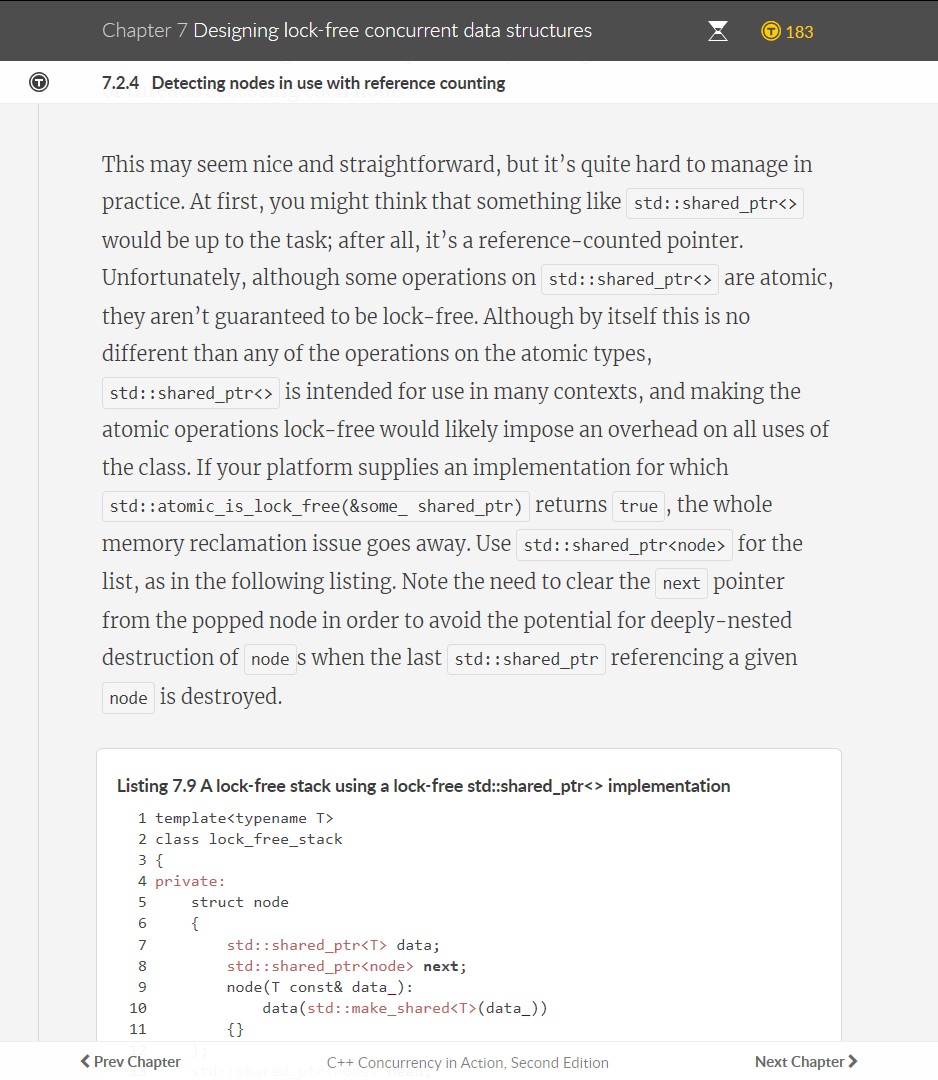 Chapter 7 Designing lock-free concurrent data structures
183
7.2.4 Detecting nodes in use with reference counting
This may seem nice and straightforward, but it’s quite hard to manage in
practice. At first, you might think that something like std::shared_ptr<>
would be up to the task; after all, it’s a reference-counted pointer.
Unfortunately, although some operations on std::shared_ptr<> are atomic,
they aren’t guaranteed to be lock-free. Although by itself this is no
different than any of the operations on the atomic types,
std::shared_ptr<> is intended for use in many contexts, and making the
atomic operations lock-free would likely impose an overhead on all uses of
the class. If your platform supplies an implementation for which
std::atomic_is_lock_free(&some_ shared_ptr) returns true , the whole
memory reclamation issue goes away. Use std::shared_ptr<node> for the
list, as in the following listing. Note the need to clear the next pointer
from the popped node in order to avoid the potential for deeply-nested
destruction of node s when the last std::shared_ptr referencing a given
node is destroyed.
Listing 7.9 A lock-free stack using a lock-free std::shared_ptr<> implementation
1 template<typename T>
2 class lock_free_stack
3 {
4 private:
5     struct node
6     {
7         std::shared_ptr<T> data;
8         std::shared_ptr<node> next;
9         node(T const& data_):
10             data(std::make_shared<T>(data_))
11         {}
Prev Chapter
C++ Concurrency in Action, Second Edition
Next Chapter